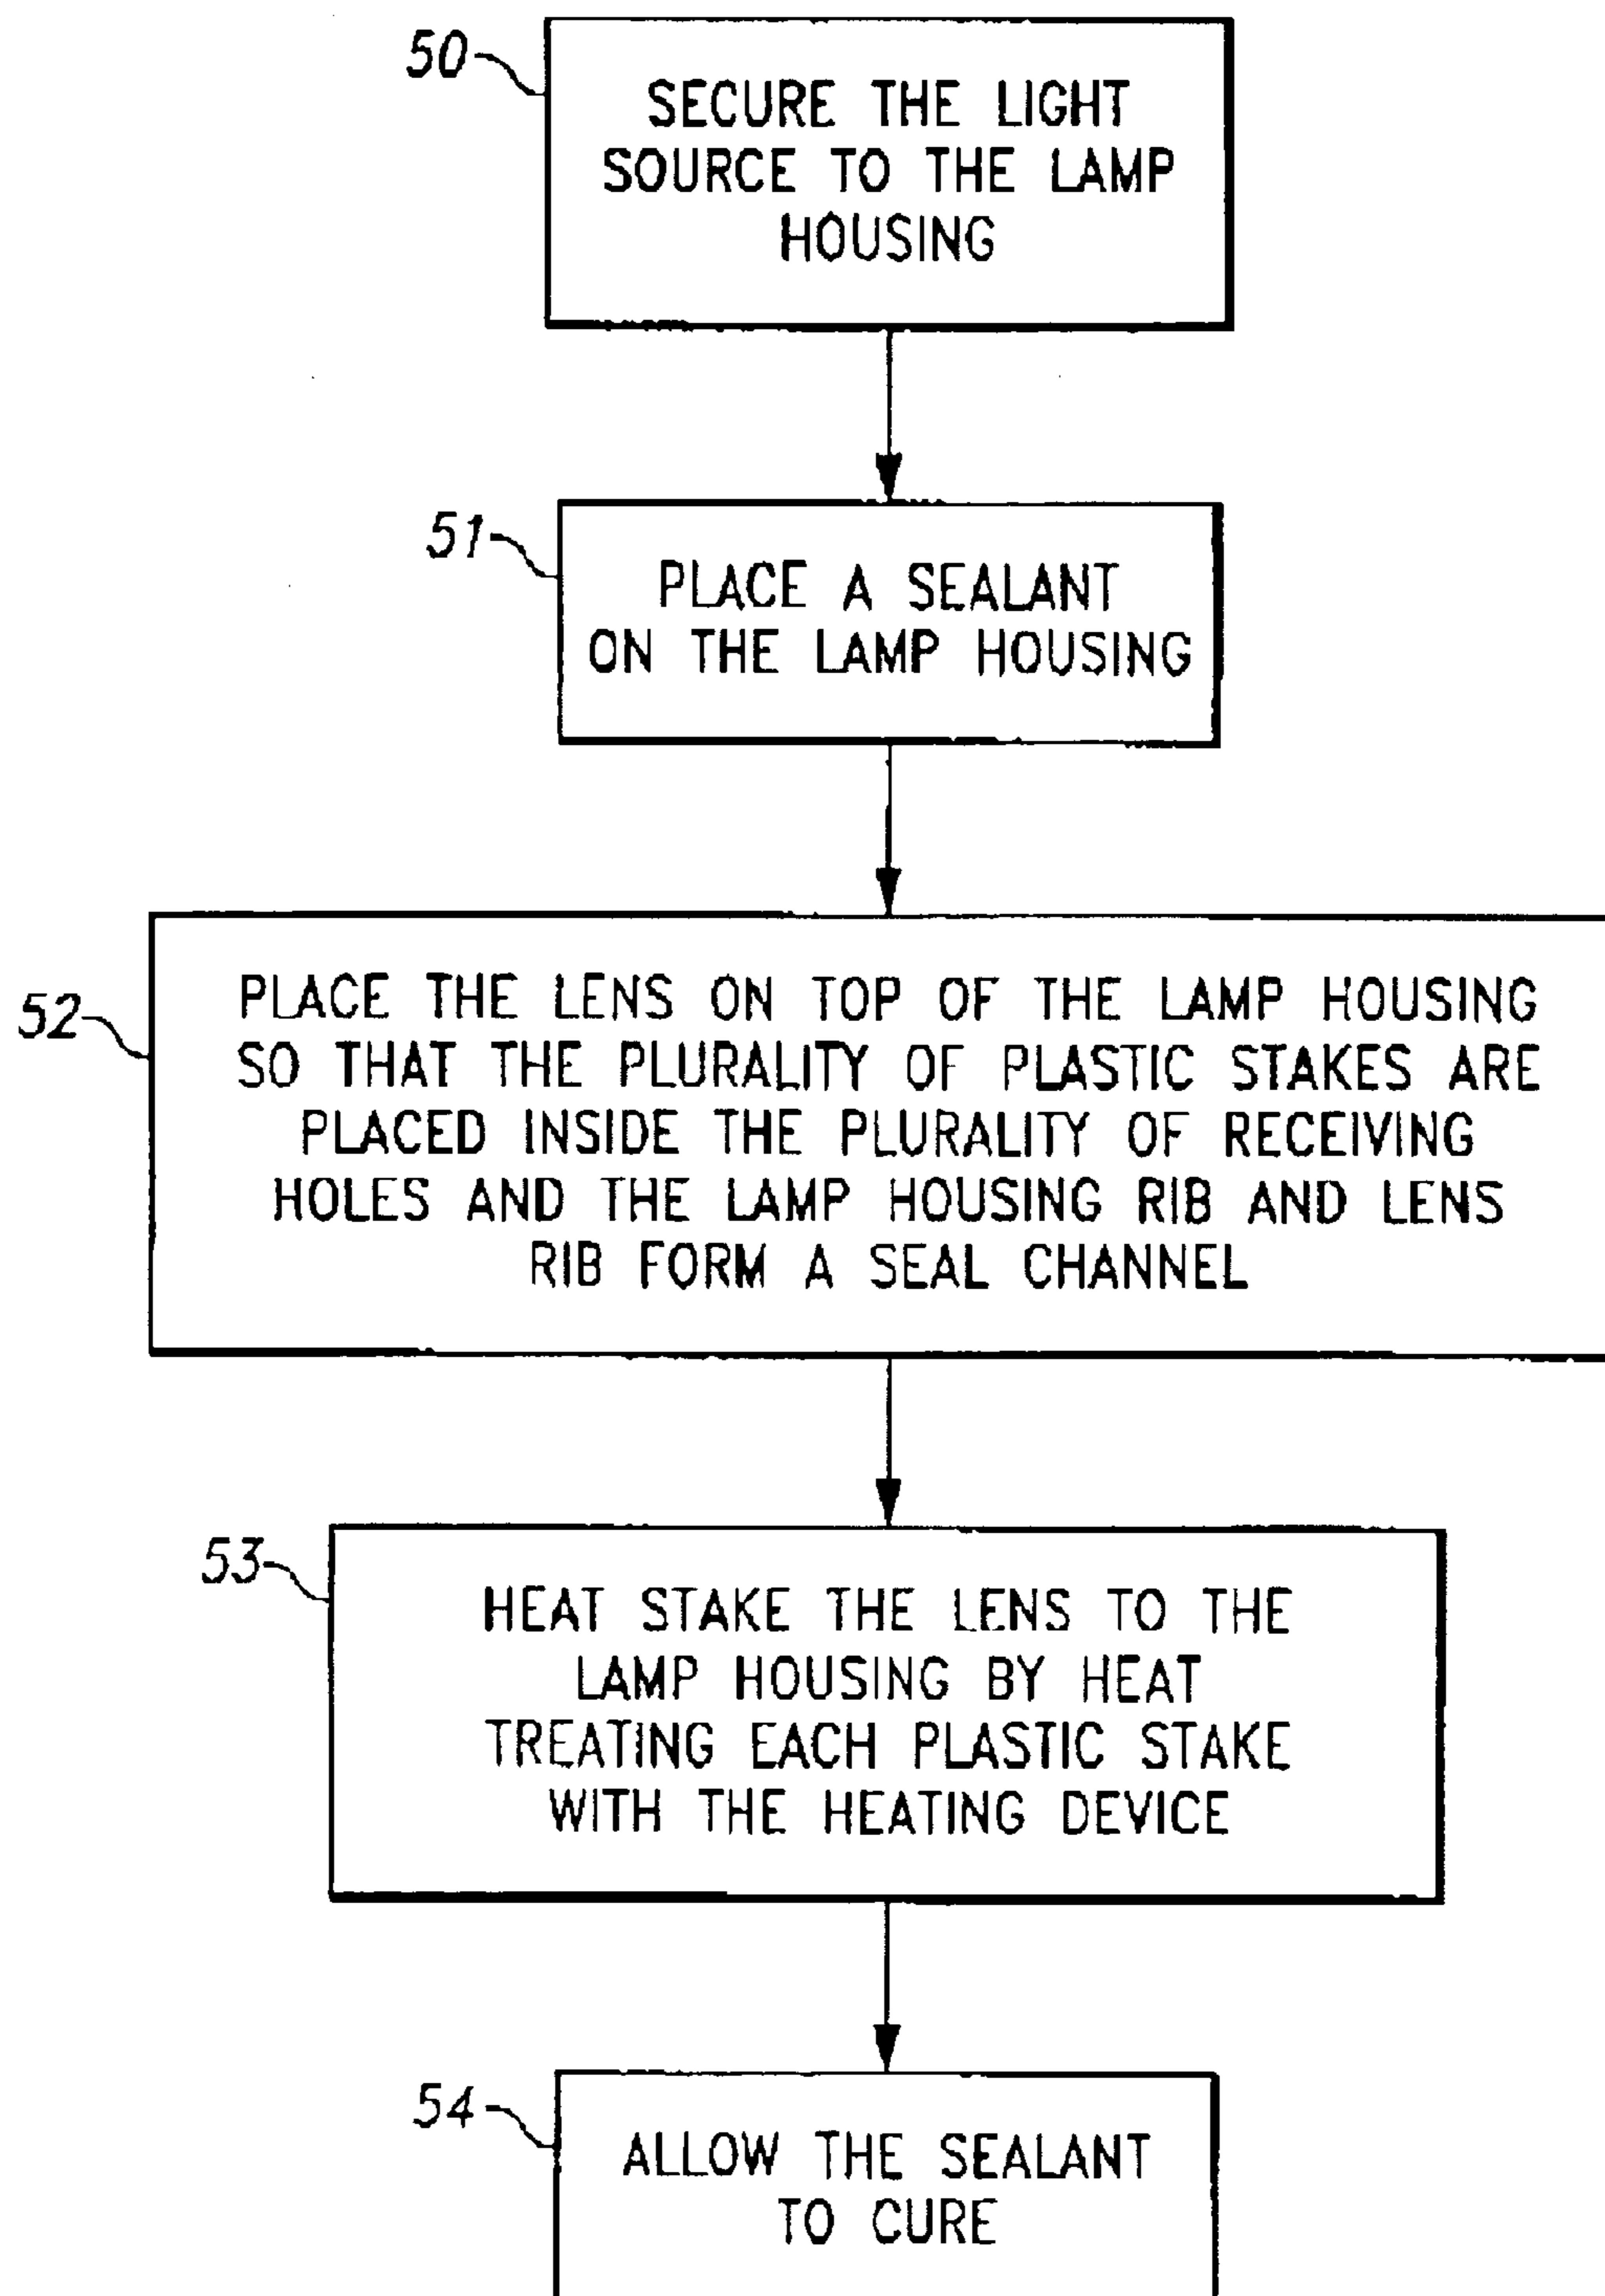 50
SECURE THE LIGHT
SOURCE TO THE LAMP
HOUSING
51
PLACE A SEALANT
ON THE LAMP HOUSING
52
PLACE THE LENS ON TOP OF THE LAMP HOUSING
SO THAT THE PLURALITY OF PLASTIC STAKES ARE
PLACED INSIDE THE PLURALITY OF RECEIVING
HOLES AND THE LAMP HOUSING RIB AND LENS
RIB FORM A SEAL CHANNEL
53
HEAT STAKE THE LENS TO THE
LAMP HOUSING BY HEAT
TREATING EACH PLASTIC STAKE
WITH THE HEATING DEVICE
54
ALLOW THE SEALANT
TO CURE